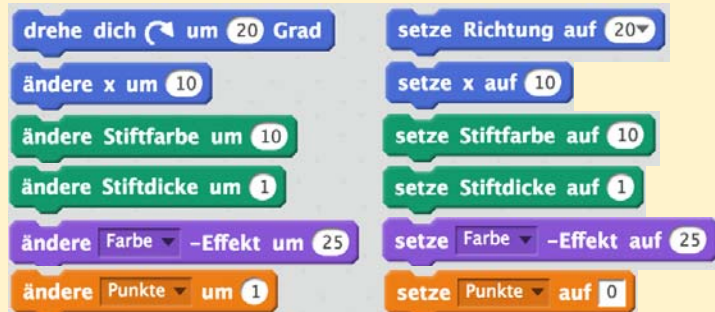 drehe dich um 20 Grad
setze Richtung auf 20
ändere x um 10
setze x auf 10
ändere Stiftfarbe um 10
setze Stiftfarbe auf 10
ändere Stiftdicke um 1
setze Stiftdicke auf 1
ändere Farbe -Effekt um 25
setze Farbe -Effekt auf 25
ändere Punkte um 1
setze Punkte auf 0